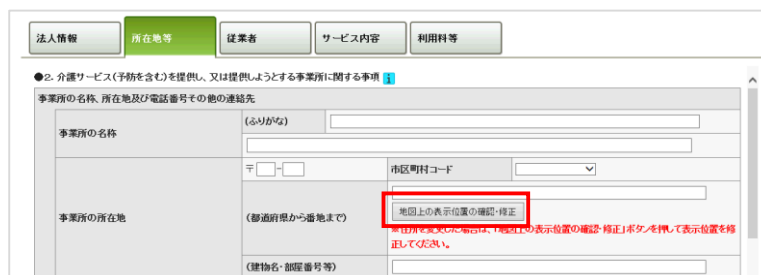 法人情報 所在地等 従業者 サービス内容 利用料等
●2. 介護サービス(予防を含む)を提供し、又は提供しようとする事業所に関する事項 i
事業所の名称、所在地及び電話番号その他の連絡先
事業所の名称 (ふりがな)
〒 - 市区町村コード
事業所の所在地 (都道府県から番地まで) 地図上の表示位置の確認・修正
※住所を変更した場合は、「地図上の表示位置の確認・修正」ボタンを押して表示位置を修
正してください。
(建物名・部屋番号等)